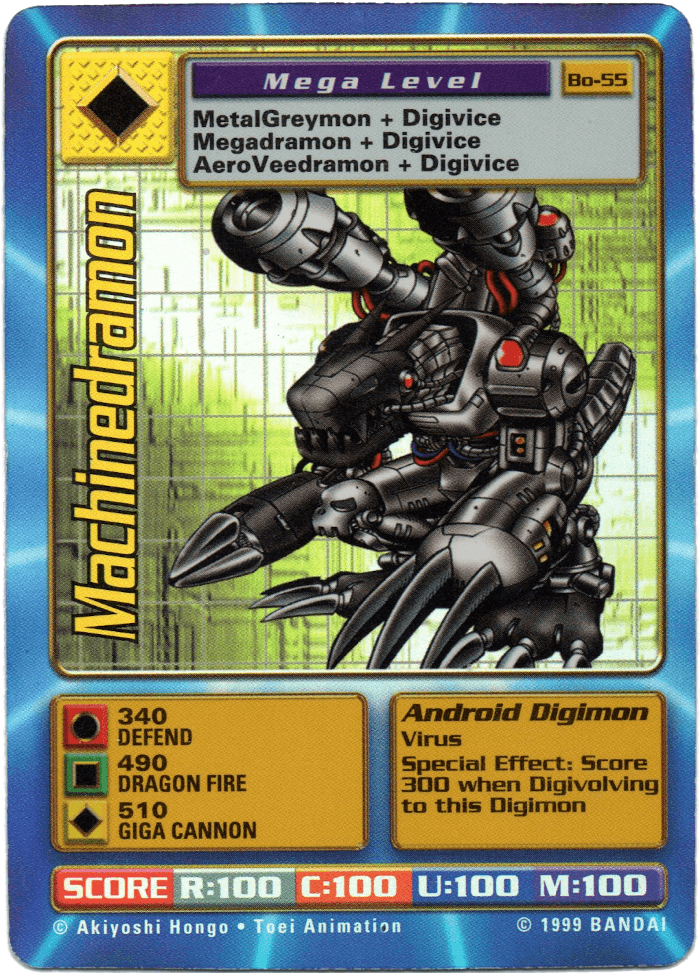 Mega Level
Bo-55
MetalGreymon + Digivice
Megadramon + Digivice
AeroVeedramon + Digivice
Machinedramon
340
DEFEND
490
DRAGON FIRE
510
GIGA CANNON
Android Digimon
Virus
Special Effect: Score
300 when Digivolving
to this Digimon
SCORE R:100 C:100 U:100 M:100
© Akiyoshi Hongo • Toei Animation
© 1999 BANDAI